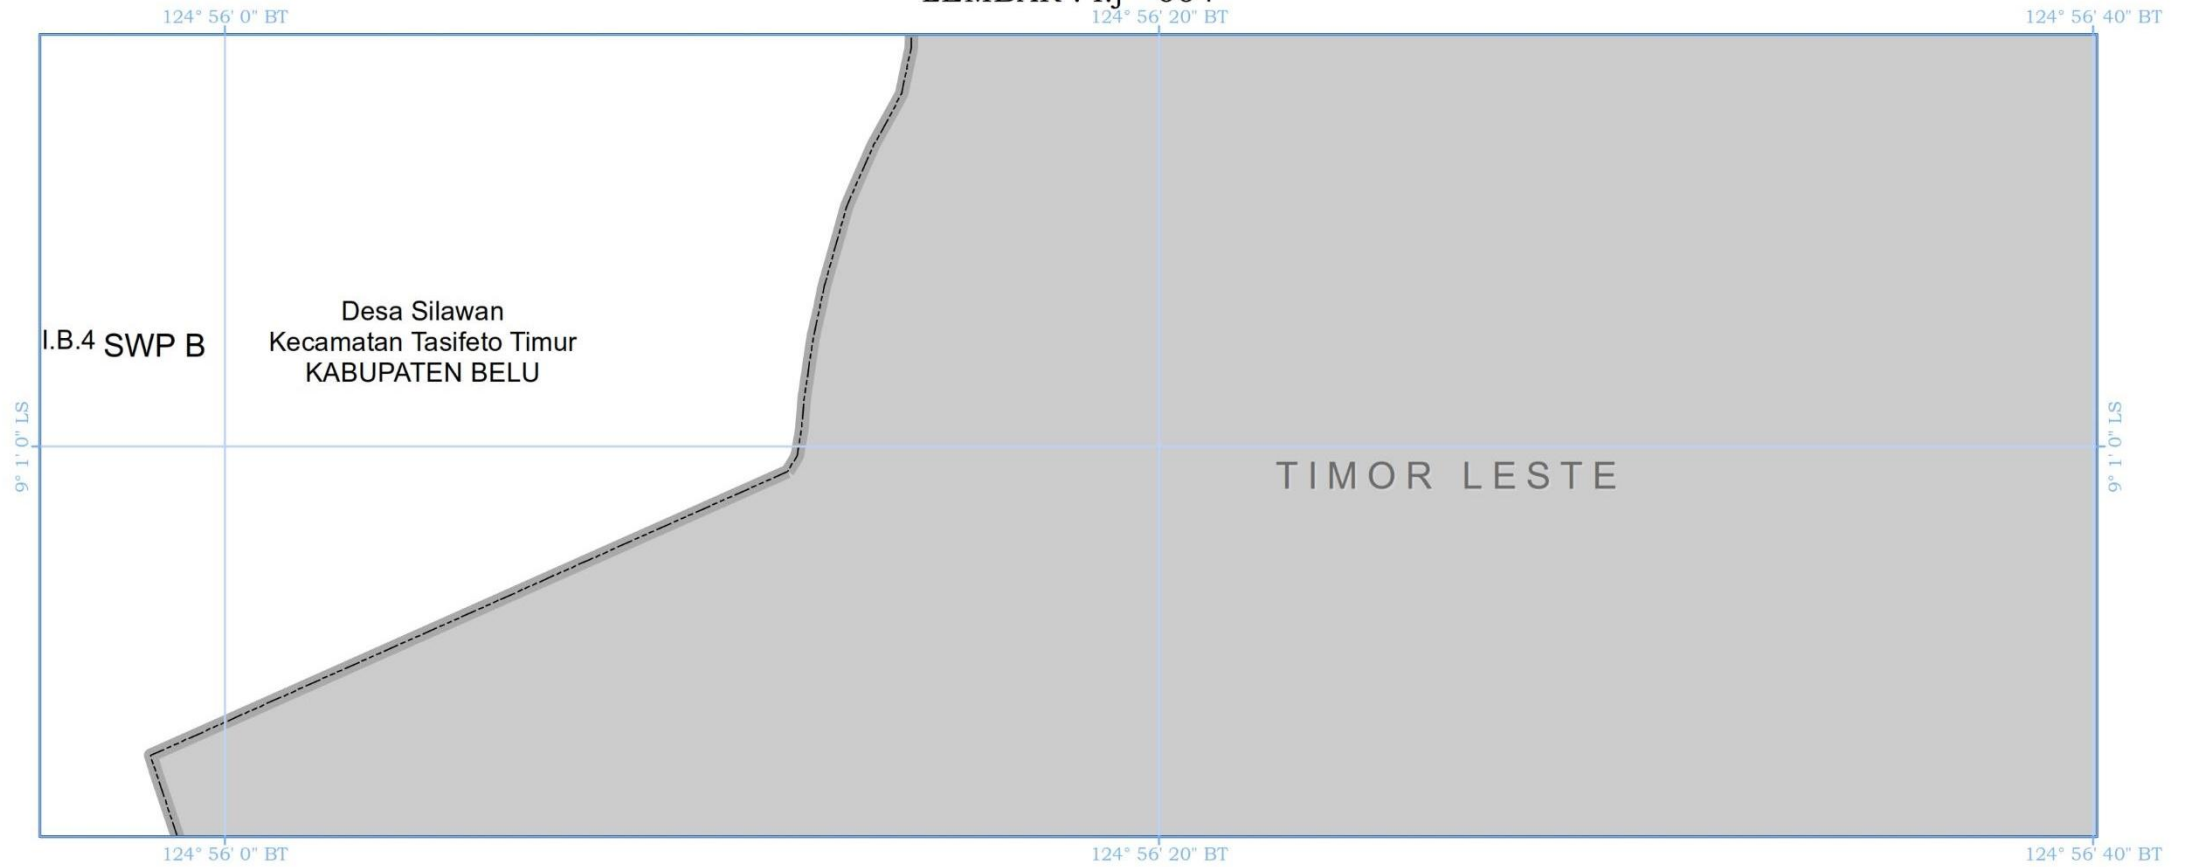 124° 56' 0" BT
124° 56' 20" BT
124° 56' 40" BT
Desa Silawan
Kecamatan Tasifeto Timur
KABUPATEN BELU
I.B.4 SWP B
9° 1' 0" LS
9° 1' 0" LS
TIMOR LESTE
124° 56' 0" BT
124° 56' 20" BT
124° 56' 40" BT